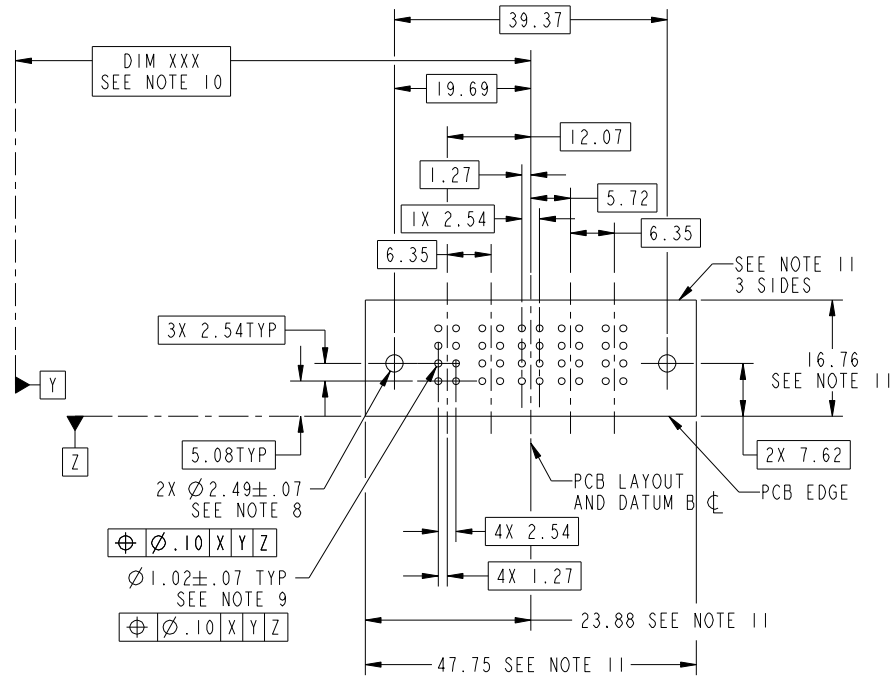 39.37
DIM XXX
SEE NOTE 10
19.69
12.07
1.27
5.72
1X 2.54
6.35
6.35
SEE NOTE 11
3 SIDES
3X 2.54TYP
16.76
SEE NOTE 11
Y
Z
5.08TYP
2X 7.62
2X Ø2.49±.07
SEE NOTE 8
PCB LAYOUT
AND DATUM B ℄
PCB EDGE
⌖ Ø.10 X Y Z
4X 2.54
Ø1.02±.07 TYP
SEE NOTE 9
4X 1.27
⌖ Ø.10 X Y Z
23.88 SEE NOTE 11
47.75 SEE NOTE 11